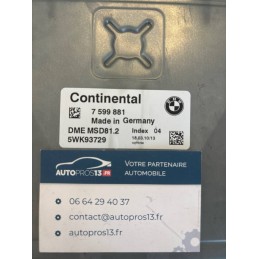 Continental
7 599 881
Made in Germany
DME MSD81.2 Index 04
5WK93729
AUTOPROS13.FR
VOTRE PARTENAIRE
AUTOMOBILE
06 64 29 40 37
contact@autopros13.fr
autopros13.fr